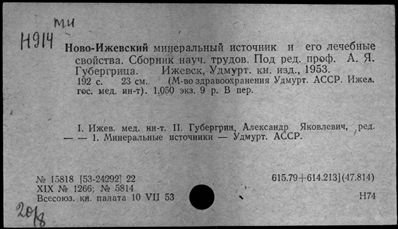 МИ
Н914
Ново-Ижевский минеральный источник и его лечебные
свойства. Сборник науч. трудов. Под ред. проф. А. Я.
Губергрица. Ижевск, Удмурт. кн. изд., 1953.
192 с. 23 см. (М-во здравоохранения Удмурт. АССР. Ижев.
гос. мед. ин-т). 1,050 экз. 9 р. В пер.
I. Ижев. мед. ин-т. II. Губергриц, Александр Яковлевич, ред.
— — 1. Минеральные источники — Удмурт. АССР.
№ 15818 [53-24292] 22 615.79+614.213](47.814)
XIX № 1266; № 5814
Всесоюз. кн. палата 10 VII 53 Н74